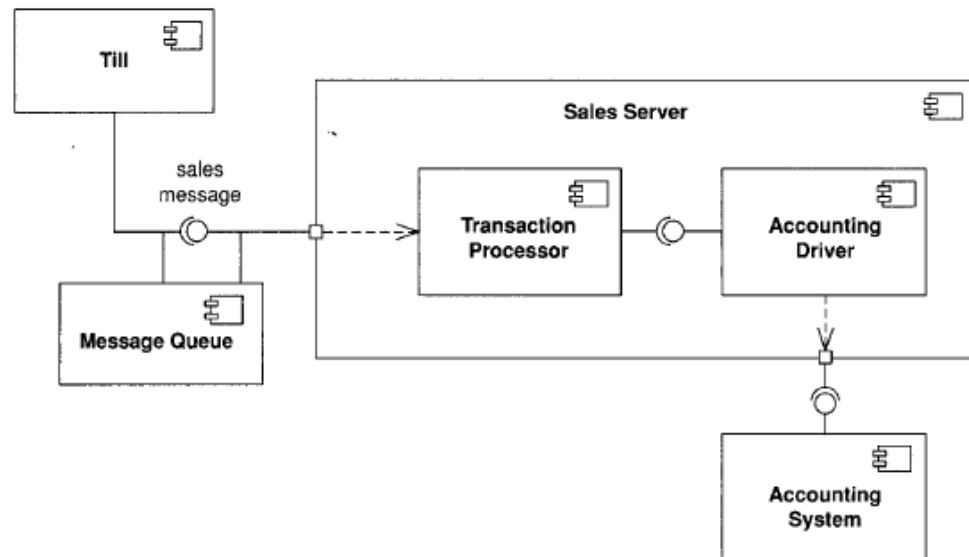 Till
Sales Server
sales
message
Transaction
Processor
Accounting
Driver
Message Queue
Accounting
System